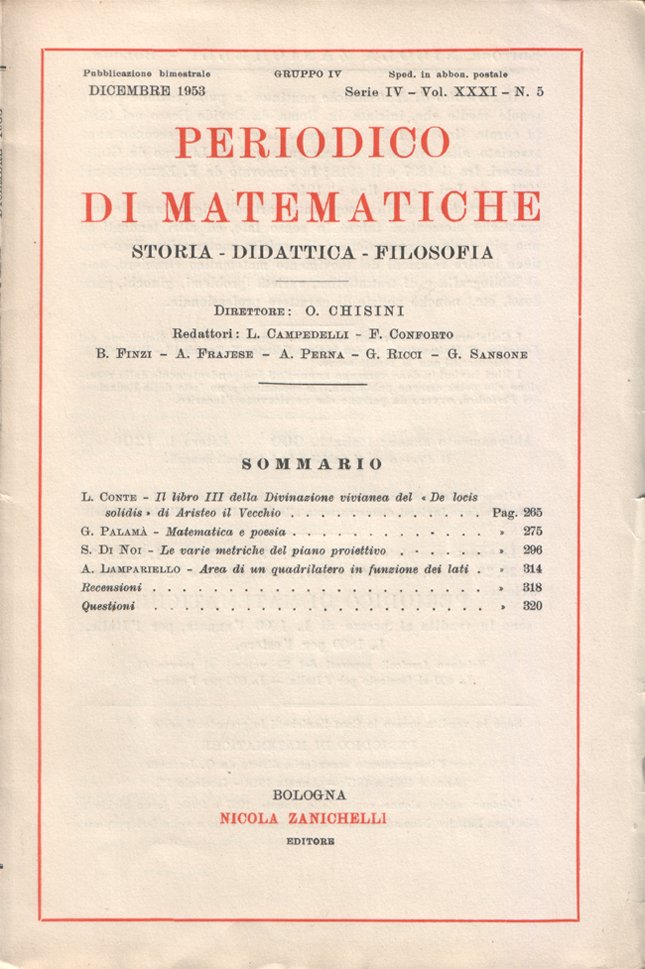 Pubblicazione bimestrale GRUPPO IV Sped. in abbon. postale
DICEMBRE 1953 Serie IV – Vol. XXXI – N. 5
PERIODICO
DI MATEMATICHE
STORIA - DIDATTICA - FILOSOFIA
DIRETTORE: O. CHISINI
Redattori: L. CAMPEDELLI – F. CONFORTO
B. FINZI – A. FRAJESE – A. PERNA – G. RICCI – G. SANSONE
SOMMARIO
L. CONTE – Il libro III della Divinazione vivianea del « De locis
solidis » di Aristeo il Vecchio . . . . . . . . . . . . Pag. 265
G. PALAMÀ – Matematica e poesia . . . . . . . . . . . . » 275
S. DI NOI – Le varie metriche del piano proiettivo . . . . . » 296
A. LAMPARIELLO – Area di un quadrilatero in funzione dei lati . » 314
Recensioni . . . . . . . . . . . . . . . . . . . . » 318
Questioni . . . . . . . . . . . . . . . . . . . . » 320
BOLOGNA
NICOLA ZANICHELLI
EDITORE